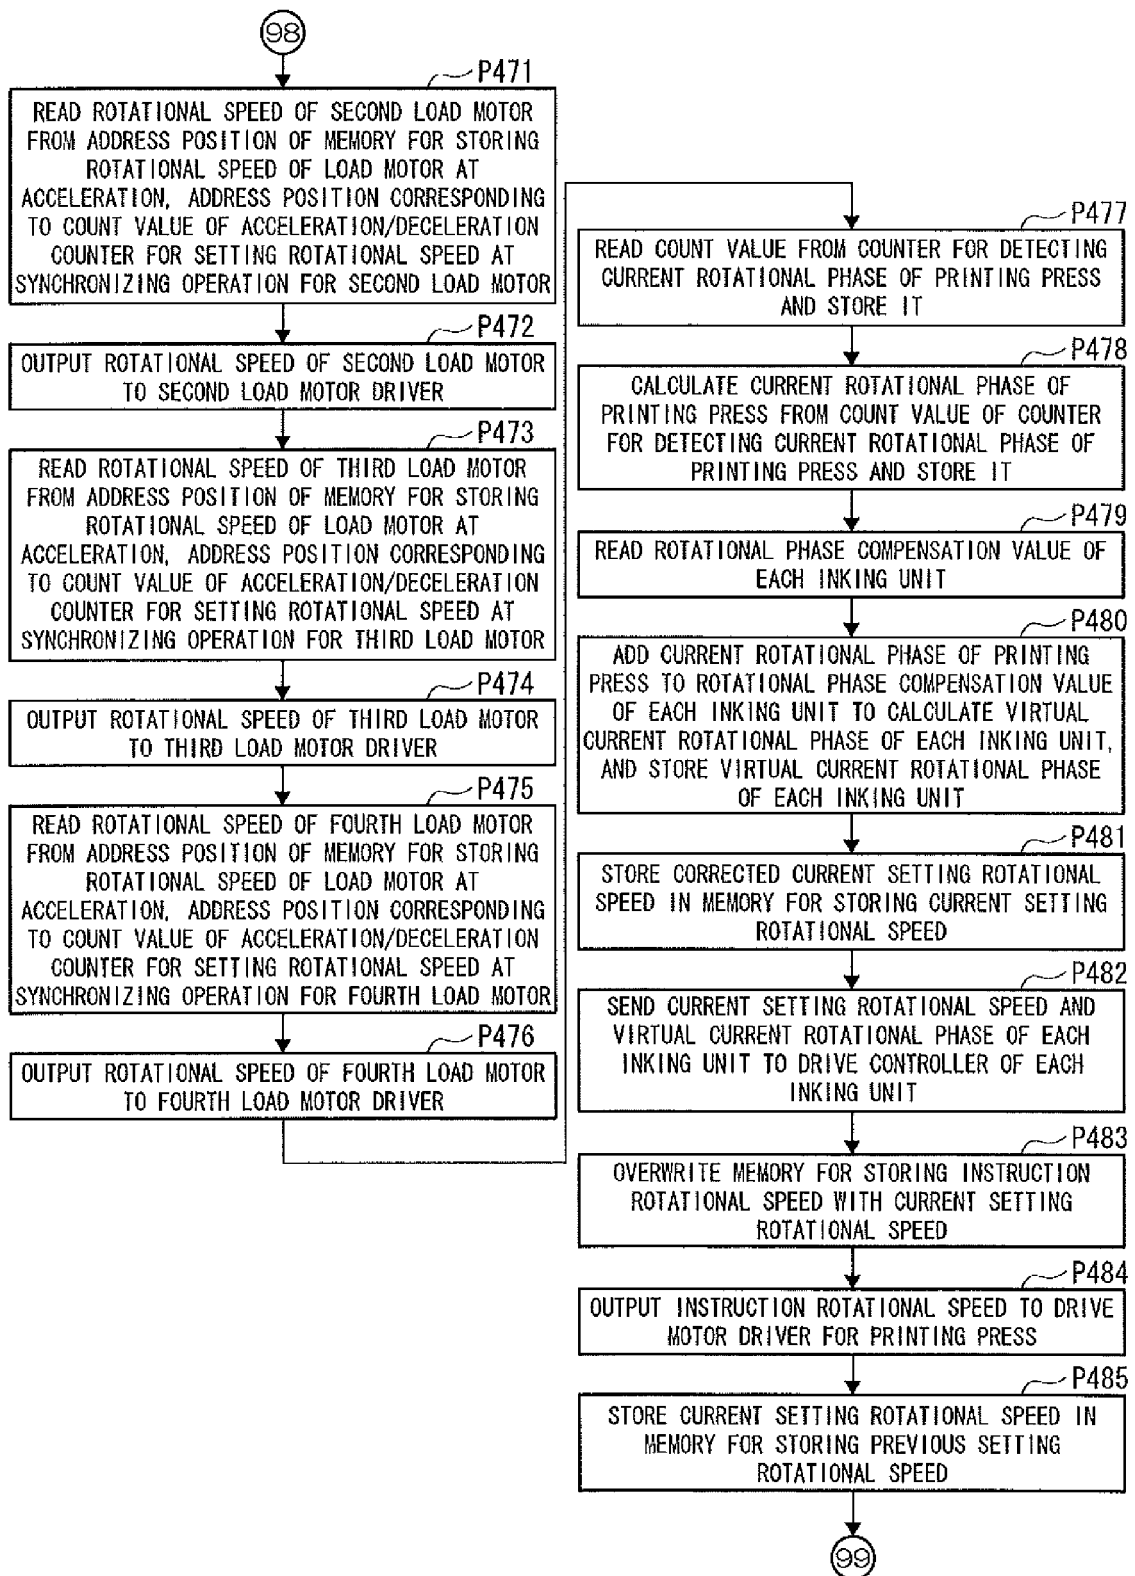 98
P471
READ ROTATIONAL SPEED OF SECOND LOAD MOTOR
FROM ADDRESS POSITION OF MEMORY FOR STORING
ROTATIONAL SPEED OF LOAD MOTOR AT
ACCELERATION, ADDRESS POSITION CORRESPONDING
TO COUNT VALUE OF ACCELERATION/DECELERATION
COUNTER FOR SETTING ROTATIONAL SPEED AT
SYNCHRONIZING OPERATION FOR SECOND LOAD MOTOR
P472
OUTPUT ROTATIONAL SPEED OF SECOND LOAD MOTOR
TO SECOND LOAD MOTOR DRIVER
P473
READ ROTATIONAL SPEED OF THIRD LOAD MOTOR
FROM ADDRESS POSITION OF MEMORY FOR STORING
ROTATIONAL SPEED OF LOAD MOTOR AT
ACCELERATION, ADDRESS POSITION CORRESPONDING
TO COUNT VALUE OF ACCELERATION/DECELERATION
COUNTER FOR SETTING ROTATIONAL SPEED AT
SYNCHRONIZING OPERATION FOR THIRD LOAD MOTOR
P474
OUTPUT ROTATIONAL SPEED OF THIRD LOAD MOTOR
TO THIRD LOAD MOTOR DRIVER
P475
READ ROTATIONAL SPEED OF FOURTH LOAD MOTOR
FROM ADDRESS POSITION OF MEMORY FOR STORING
ROTATIONAL SPEED OF LOAD MOTOR AT
ACCELERATION, ADDRESS POSITION CORRESPONDING
TO COUNT VALUE OF ACCELERATION/DECELERATION
COUNTER FOR SETTING ROTATIONAL SPEED AT
SYNCHRONIZING OPERATION FOR FOURTH LOAD MOTOR
P476
OUTPUT ROTATIONAL SPEED OF FOURTH LOAD MOTOR
TO FOURTH LOAD MOTOR DRIVER
P477
READ COUNT VALUE FROM COUNTER FOR DETECTING
CURRENT ROTATIONAL PHASE OF PRINTING PRESS
AND STORE IT
P478
CALCULATE CURRENT ROTATIONAL PHASE OF
PRINTING PRESS FROM COUNT VALUE OF COUNTER
FOR DETECTING CURRENT ROTATIONAL PHASE OF
PRINTING PRESS AND STORE IT
P479
READ ROTATIONAL PHASE COMPENSATION VALUE OF
EACH INKING UNIT
P480
ADD CURRENT ROTATIONAL PHASE OF PRINTING
PRESS TO ROTATIONAL PHASE COMPENSATION VALUE
OF EACH INKING UNIT TO CALCULATE VIRTUAL
CURRENT ROTATIONAL PHASE OF EACH INKING UNIT,
AND STORE VIRTUAL CURRENT ROTATIONAL PHASE
OF EACH INKING UNIT
P481
STORE CORRECTED CURRENT SETTING ROTATIONAL
SPEED IN MEMORY FOR STORING CURRENT SETTING
ROTATIONAL SPEED
P482
SEND CURRENT SETTING ROTATIONAL SPEED AND
VIRTUAL CURRENT ROTATIONAL PHASE OF EACH
INKING UNIT TO DRIVE CONTROLLER OF EACH
INKING UNIT
P483
OVERWRITE MEMORY FOR STORING INSTRUCTION
ROTATIONAL SPEED WITH CURRENT SETTING
ROTATIONAL SPEED
P484
OUTPUT INSTRUCTION ROTATIONAL SPEED TO DRIVE
MOTOR DRIVER FOR PRINTING PRESS
P485
STORE CURRENT SETTING ROTATIONAL SPEED IN
MEMORY FOR STORING PREVIOUS SETTING
ROTATIONAL SPEED
99